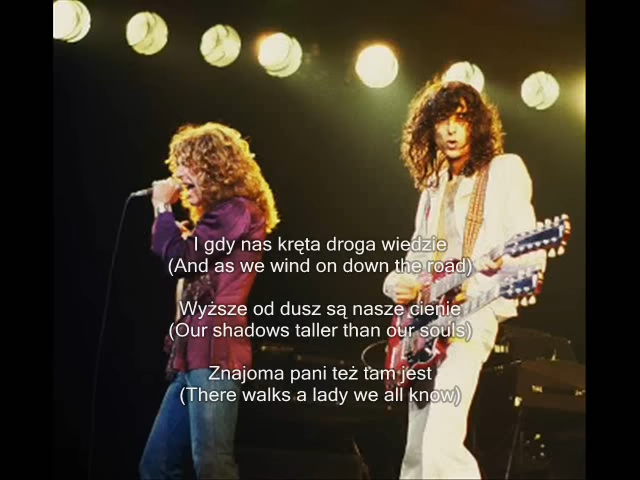 I gdy nas kręta droga wiedzie
(And as we wind on down the road)
Wyższe od dusz są nasze cienie
(Our shadows taller than our souls)
Znajoma pani też tam jest
(There walks a lady we all know)